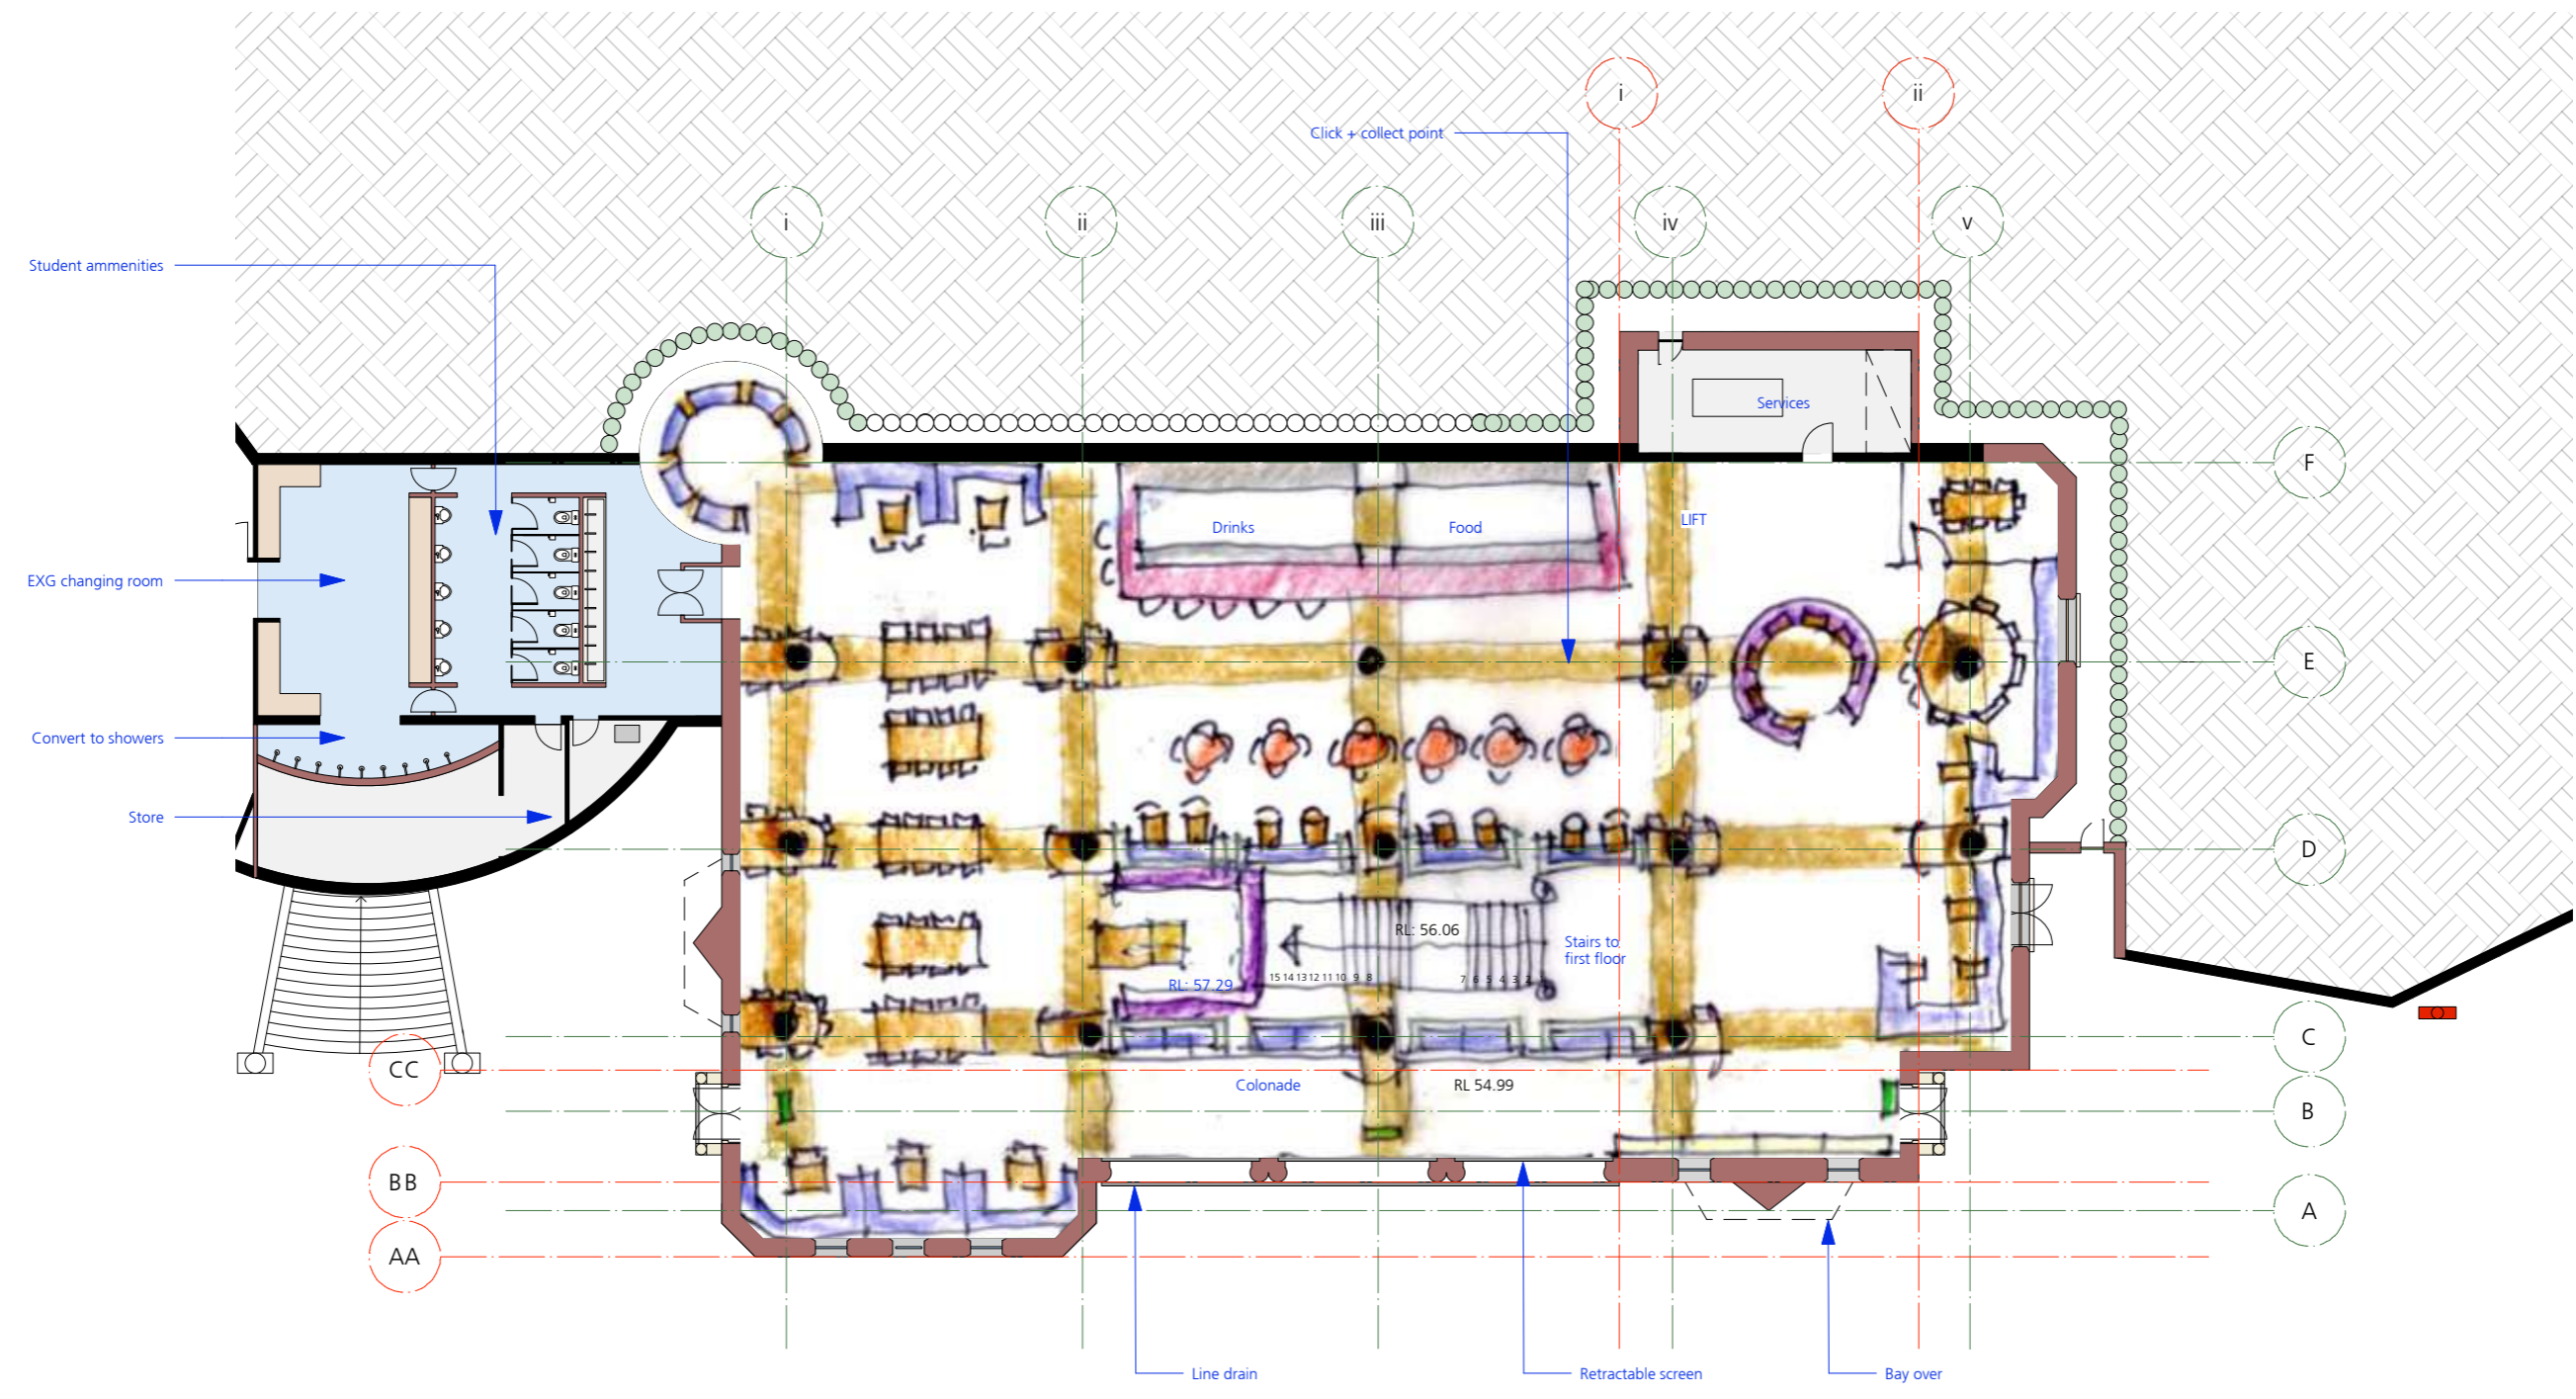 i
ii
Click + collect point
i
ii
iii
iv
v
Student ammenities
Services
F
Drinks
Food
LIFT
EXG changing room
E
Convert to showers
Store
D
RL: 56.06
Stairs to
first floor
RL: 57.29
15 14 13 12 11 10 9 8
7 6 5 4 3 2
C
CC
Colonade
RL 54.99
B
BB
A
AA
Line drain
Retractable screen
Bay over